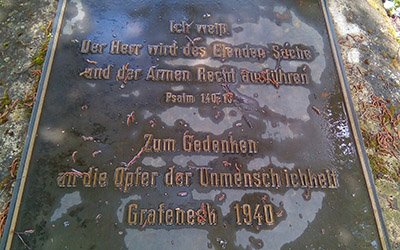 Ich weiß
Der Herr wird des Elenden Sache
und der Armen Recht ausführen
Psalm 140.13
Zum Gedenken
an die Opfer der Unmenschlichkeit
Grafeneck 1940